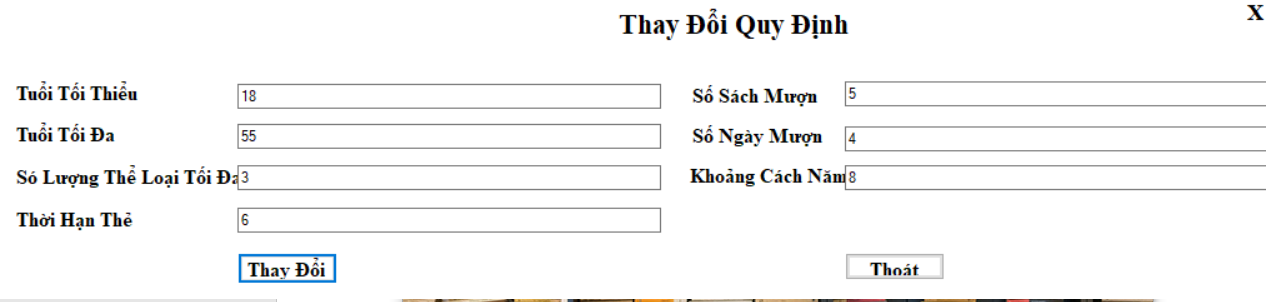 Thay Đổi Quy Định
X
Tuổi Tối Thiểu 18
Số Sách Mượn 5
Tuổi Tối Đa 55
Số Ngày Mượn 4
Só Lượng Thể Loại Tối Đa 3
Khoảng Cách Năm 8
Thời Hạn Thẻ 6
Thay Đổi
Thoát